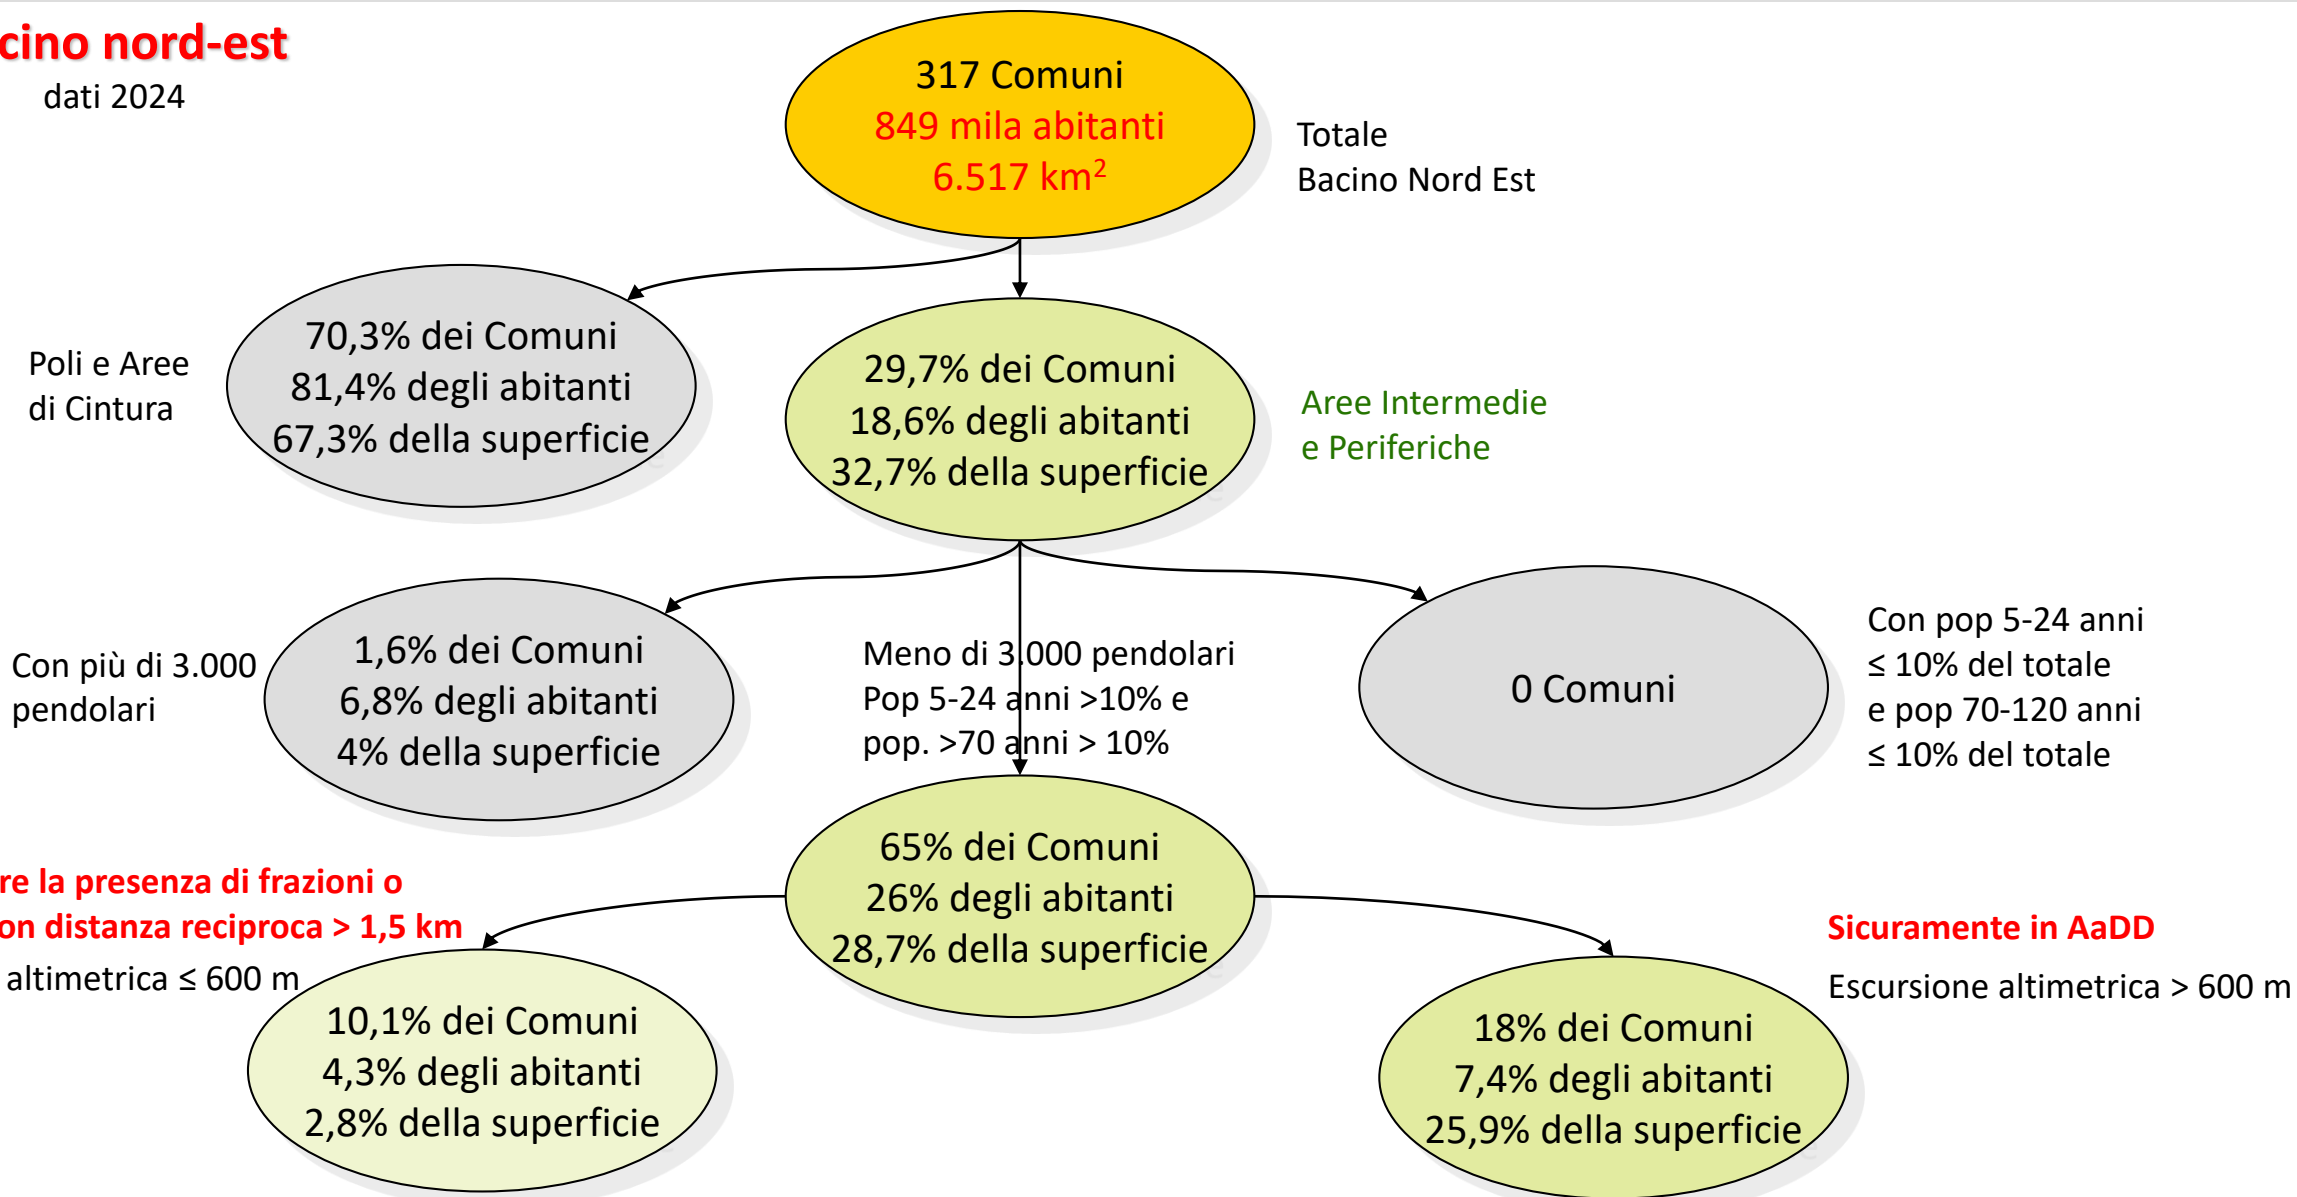 cino nord-est
dati 2024
317 Comuni
849 mila abitanti
6.517 km²
Totale
Bacino Nord Est
Poli e Aree
di Cintura
70,3% dei Comuni
81,4% degli abitanti
67,3% della superficie
29,7% dei Comuni
18,6% degli abitanti
32,7% della superficie
Aree Intermedie
e Periferiche
Con più di 3.000
pendolari
1,6% dei Comuni
6,8% degli abitanti
4% della superficie
Meno di 3.000 pendolari
Pop 5-24 anni >10% e
pop. >70 anni > 10%
0 Comuni
Con pop 5-24 anni
≤ 10% del totale
e pop 70-120 anni
≤ 10% del totale
65% dei Comuni
26% degli abitanti
28,7% della superficie
re la presenza di frazioni o
on distanza reciproca > 1,5 km
altimetrica ≤ 600 m
10,1% dei Comuni
4,3% degli abitanti
2,8% della superficie
Sicuramente in AaDD
Escursione altimetrica > 600 m
18% dei Comuni
7,4% degli abitanti
25,9% della superficie